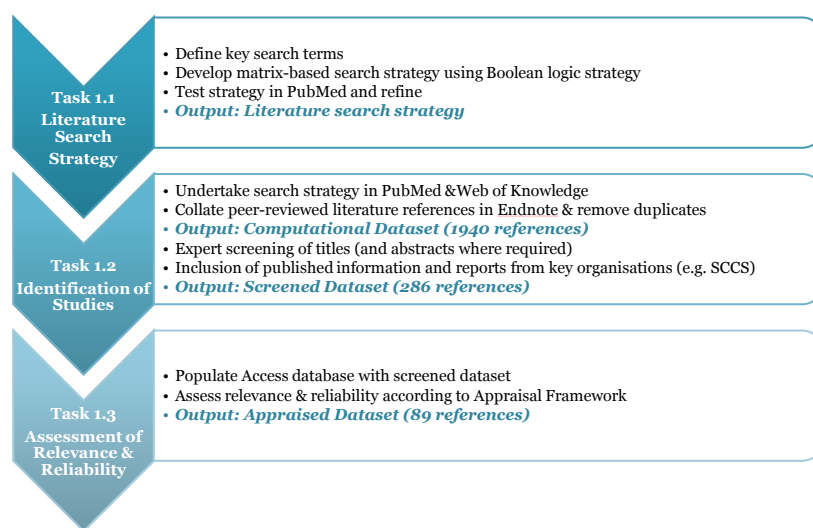 Task 1.1
Literature
Search
Strategy
• Define key search terms
• Develop matrix-based search strategy using Boolean logic strategy
• Test strategy in PubMed and refine
• Output: Literature search strategy
Task 1.2
Identification of
Studies
• Undertake search strategy in PubMed &Web of Knowledge
• Collate peer-reviewed literature references in Endnote & remove duplicates
• Output: Computational Dataset (1940 references)
• Expert screening of titles (and abstracts where required)
• Inclusion of published information and reports from key organisations (e.g. SCCS)
• Output: Screened Dataset (286 references)
Task 1.3
Assessment of
Relevance &
Reliability
• Populate Access database with screened dataset
• Assess relevance & reliability according to Appraisal Framework
• Output: Appraised Dataset (89 references)